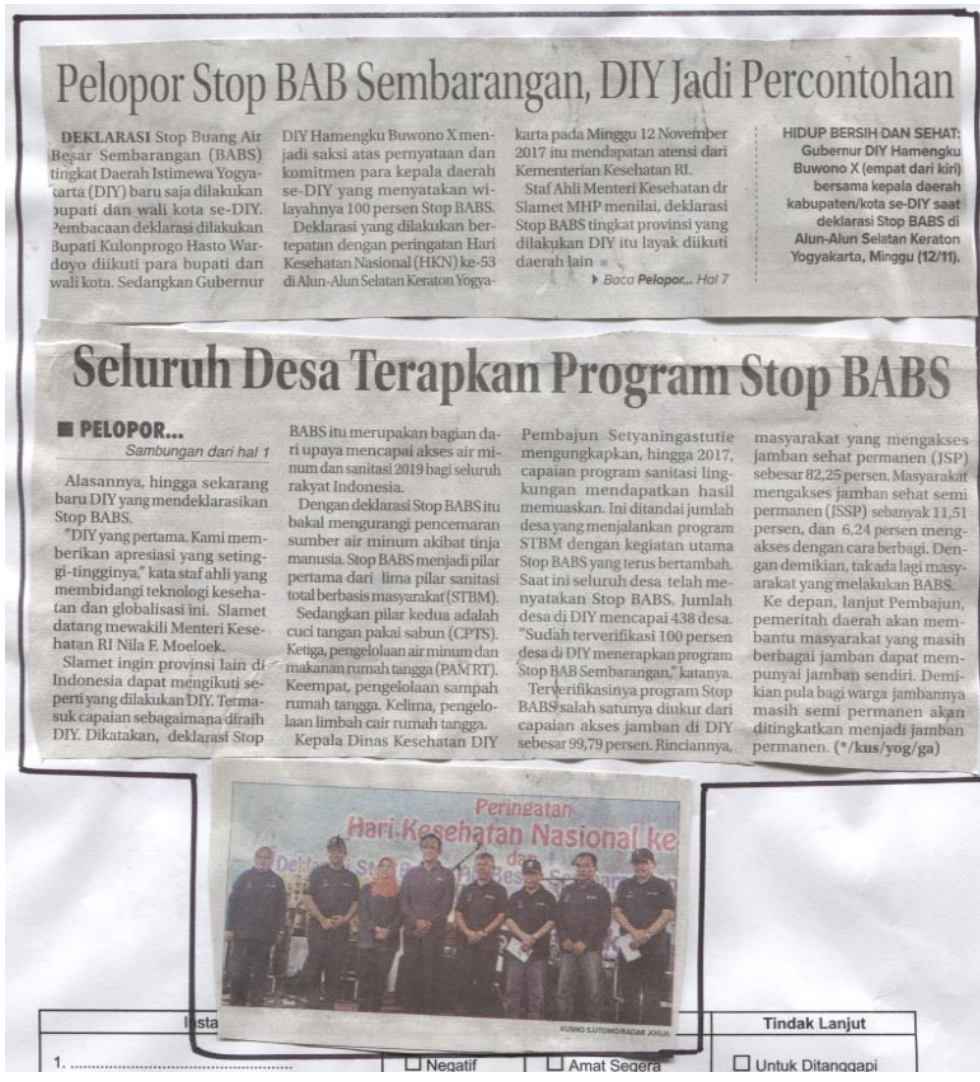 Pelopor Stop BAB Sembarangan, DIY Jadi Percontohan
DEKLARASI Stop Buang Air
Besar Sembarangan (BABS)
tingkat Daerah Istimewa Yogya-
karta (DIY) baru saja dilakukan
bupati dan wali kota se-DIY.
Pembacaan deklarasi dilakukan
Bupati Kulonprogo Hasto War-
doyo diikuti para bupati dan
wali kota. Sedangkan Gubernur
DIY Hamengku Buwono X men-
jadi saksi atas pernyataan dan
komitmen para kepala daerah
se-DIY yang menyatakan wi-
layahnya 100 persen Stop BABS.
Deklarasi yang dilakukan ber-
tepatan dengan peringatan Hari
Kesehatan Nasional (HKN) ke-53
di Alun-Alun Selatan Keraton Yogya-
karta pada Minggu 12 November
2017 itu mendapatan atensi dari
Kementerian Kesehatan RI.
Staf Ahli Menteri Kesehatan dr
Slamet MHP menilai, deklarasi
Stop BABS tingkat provinsi yang
dilakukan DIY itu layak diikuti
daerah lain
Baca Pelopor... Hal 7
HIDUP BERSIH DAN SEHAT:
Gubernur DIY Hamengku
Buwono X (empat dari kiri)
bersama kepala daerah
kabupaten/kota se-DIY saat
deklarasi Stop BABS di
Alun-Alun Selatan Keraton
Yogyakarta, Minggu (12/11).
Seluruh Desa Terapkan Program Stop BABS
PELOPOR...
Sambungan dari hal 1
Alasannya, hingga sekarang
baru DIY yang mendeklarasikan
Stop BABS.
"DIY yang pertama. Kami mem-
berikan apresiasi yang seting-
gi-tingginya," kata staf ahli yang
membidangi teknologi keseha-
tan dan globalisasi ini. Slamet
datang mewakili Menteri Kese-
hatan RI Nila F. Moeloek.
Slamet ingin provinsi lain di
Indonesia dapat mengikuti se-
perti yang dilakukan DIY. Terma-
suk capaian sebagaimana diraih
DIY. Dikatakan, deklarasi Stop
BABS itu merupakan bagian da-
ri upaya mencapai akses air mi-
num dan sanitasi 2019 bagi seluruh
rakyat Indonesia.
Dengan deklarasi Stop BABS itu
bakal mengurangi pencemaran
sumber air minum akibat tinja
manusia. Stop BABS menjadi pilar
pertama dari lima pilar sanitasi
total berbasis masyarakat (STBM).
Sedangkan pilar kedua adalah
cuci tangan pakai sabun (CPTS).
Ketiga, pengelolaan air minum dan
makanan rumah tangga (PAM RT).
Keempat, pengelolaan sampah
rumah tangga. Kelima, pengelo-
laan limbah cair rumah tangga.
Kepala Dinas Kesehatan DIY
Pembajun Setyaningastutie
mengungkapkan, hingga 2017,
capaian program sanitasi ling-
kungan mendapatkan hasil
memuaskan. Ini ditandai jumlah
desa yang menjalankan program
STBM dengan kegiatan utama
Stop BABS yang terus bertambah.
Saat ini seluruh desa telah me-
nyatakan Stop BABS. Jumlah
desa di DIY mencapai 438 desa.
"Sudah terverifikasi 100 persen
desa di DIY menerapkan program
Stop BAB Sembarangan," katanya.
Terverifikasinya program Stop
BABS salah satunya diukur dari
capaian akses jamban di DIY
sebesar 99,79 persen. Rinciannya,
masyarakat yang mengakses
jamban sehat permanen (JSP)
sebesar 82,25 persen. Masyarakat
mengakses jamban sehat semi
permanen (JSSP) sebanyak 11,51
persen, dan 6,24 persen meng-
akses dengan cara berbagi. Den-
gan demikian, tak ada lagi masy-
arakat yang melakukan BABS.
Ke depan, lanjut Pembajun,
pemeritah daerah akan mem-
bantu masyarakat yang masih
berbagai jamban dapat mem-
punyai jamban sendiri. Demi-
kian pula bagi warga jambannya
masih semi permanen akan
ditingkatkan menjadi jamban
permanen. (*/kus/yog/ga)
Peringatan
Hari Kesehatan Nasional ke
dan
KUSNO S.UTOMO/RADAR JOGJA
Tindak Lanjut
1. ......................................................
Negatif
Amat Segera
Untuk Ditanggapi